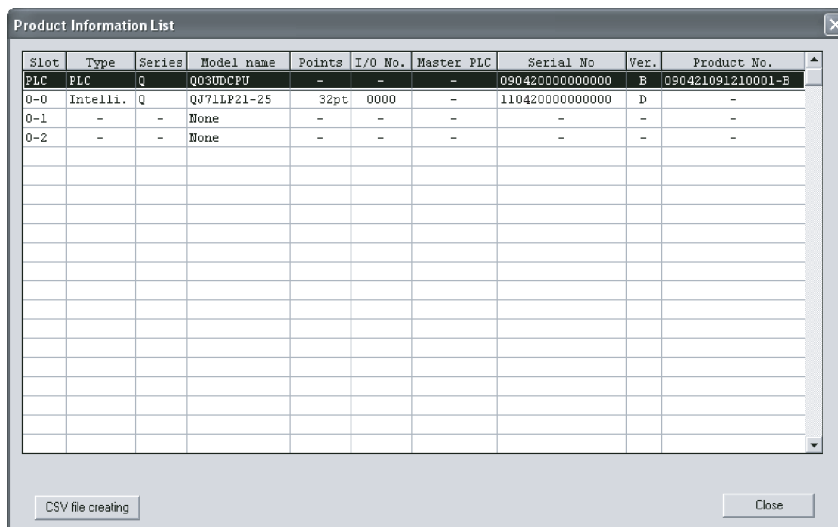 Product Information List
Slot Type Series Model name Points I/O No. Master PLC Serial No Ver. Product No.
PLC PLC Q Q03UDCPU - - - 090420000000000 B 090421091210001-B
0-0 Intelli. Q QJ71LP21-25 32pt 0000 - 110420000000000 D -
0-1 - - None - - - - - -
0-2 - - None - - - - - -
CSV file creating Close